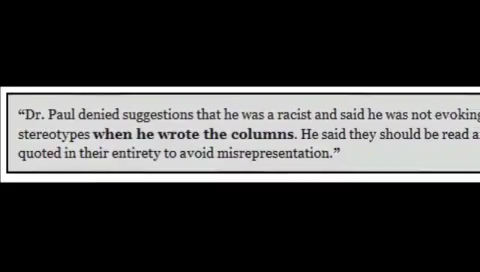 “Dr. Paul denied suggestions that he was a racist and said he was not
stereotypes when he wrote the columns. He said they should be read
quoted in their entirety to avoid misrepresentation.”